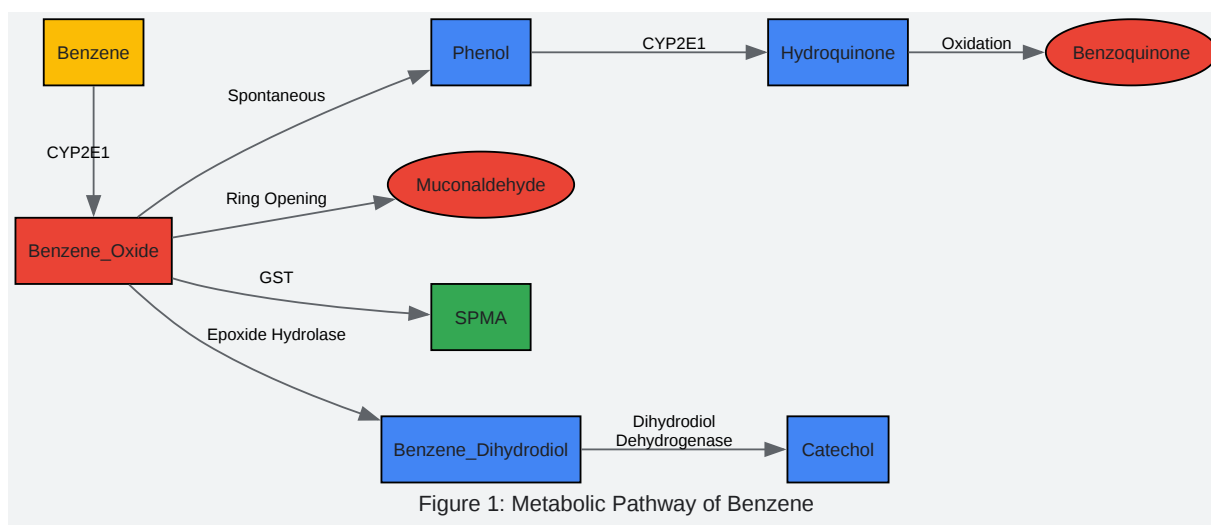 Benzene
Phenol
CYP2E1
Hydroquinone
Oxidation
Benzoquinone
Spontaneous
CYP2E1
Muconaldehyde
Ring Opening
Benzene_Oxide
GST
SPMA
Epoxide Hydrolase
Benzene_Dihydrodiol
Dihydrodiol
Dehydrogenase
Catechol
Figure 1: Metabolic Pathway of Benzene